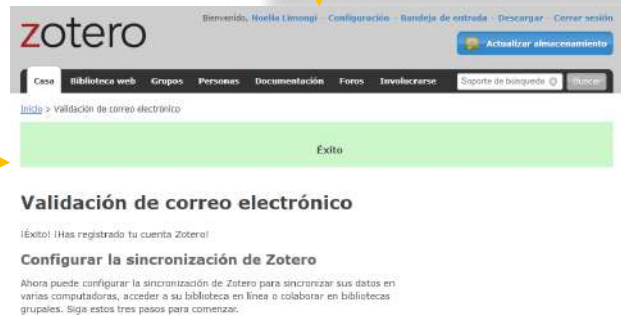 zotero
Bienvenido, Noelia Limongi · Configuración · Bandeja de entrada · Descargar · Cerrar sesión
Actualizar almacenamiento
Casa Biblioteca web Grupos Personas Documentación Foros Involucrarse Soporte de búsquede Buscar
Inicio > Validación de correo electrónico
Éxito
Validación de correo electrónico
¡Éxito! ¡Has registrado tu cuenta Zotero!
Configurar la sincronización de Zotero
Ahora puede configurar la sincronización de Zotero para sincronizar sus datos en
varias computadoras, acceder a su biblioteca en línea o colaborar en bibliotecas
grupales. Siga estos tres pasos para comenzar.